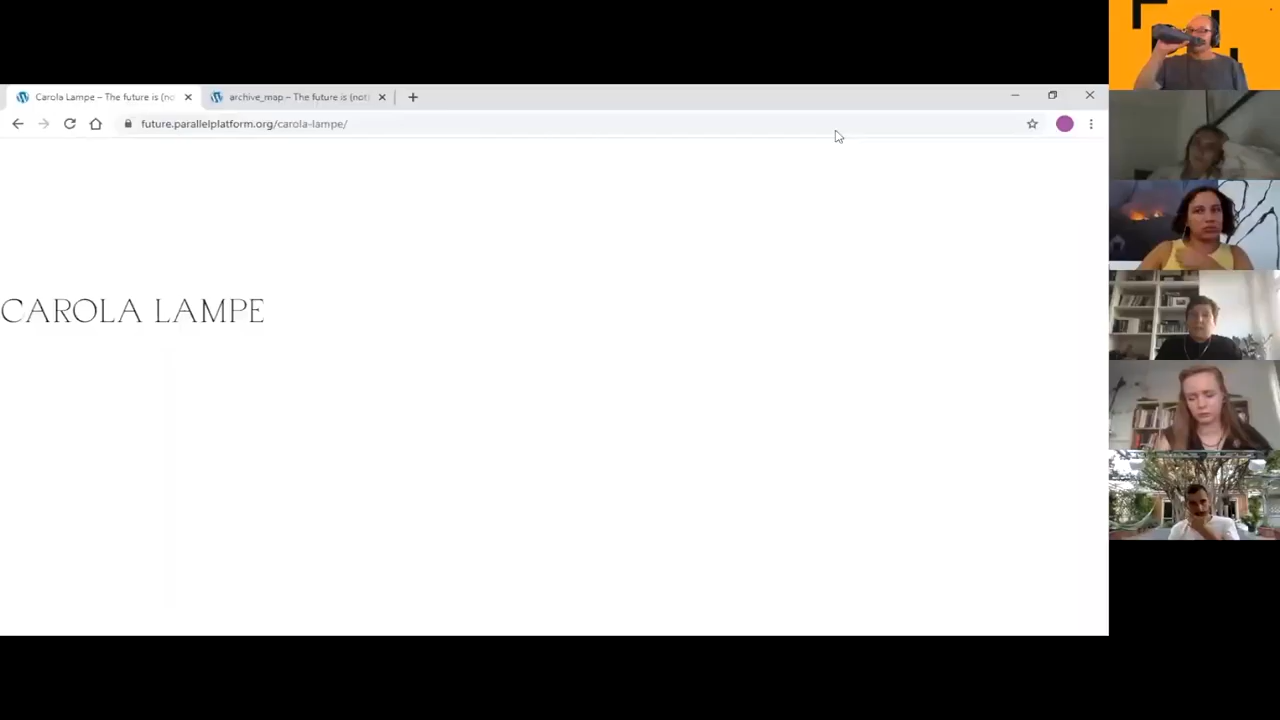 Carola Lampe – The future is (no
archive_map – The future is (not)
future.parallelplatform.org/carola-lampe/
CAROLA LAMPE